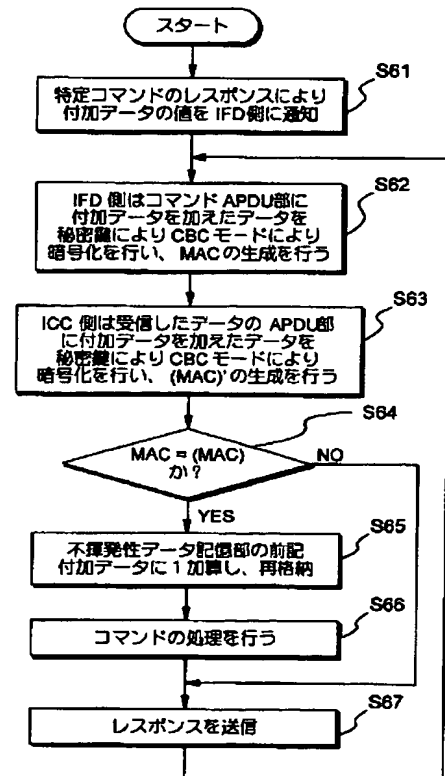 スタート
S61
特定コマンドのレスポンスにより
付加データの値を IFD側に通知
S62
IFD 側はコマンド APDU部に
付加データを加えたデータを
秘密鍵により CBC モードにより
暗号化を行い、 MAC の生成を行う
S63
ICC 側は受信したデータの APDU部
に付加データを加えたデータを
秘密鍵により CBC モードにより
暗号化を行い、 (MAC)' の生成を行う
S64
MAC = (MAC)
か?
NO
YES
S65
不揮発性データ記憶部の前記
付加データに 1 加算し、再格納
S66
コマンドの処理を行う
S67
レスポンスを送信